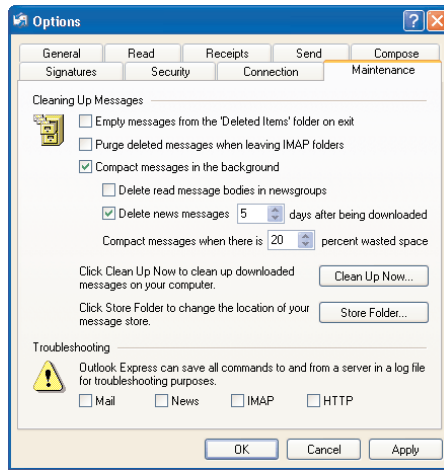 Options
General Read Receipts Send Compose
Signatures Security Connection Maintenance
Cleaning Up Messages
Empty messages from the 'Deleted Items' folder on exit
Purge deleted messages when leaving IMAP folders
Compact messages in the background
Delete read message bodies in newsgroups
Delete news messages 5 days after being downloaded
Compact messages when there is 20 percent wasted space
Click Clean Up Now to clean up downloaded
messages on your computer.
Clean Up Now...
Click Store Folder to change the location of your
message store.
Store Folder...
Troubleshooting
Outlook Express can save all commands to and from a server in a log file
for troubleshooting purposes.
Mail News IMAP HTTP
OK Cancel Apply